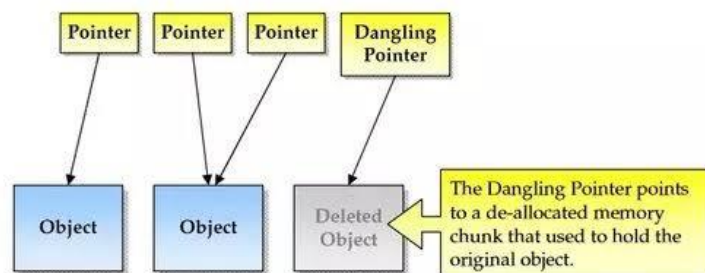 Pointer
Pointer
Pointer
Dangling
Pointer
Object
Object
Deleted
Object
The Dangling Pointer points
to a de-allocated memory
chunk that used to hold the
original object.